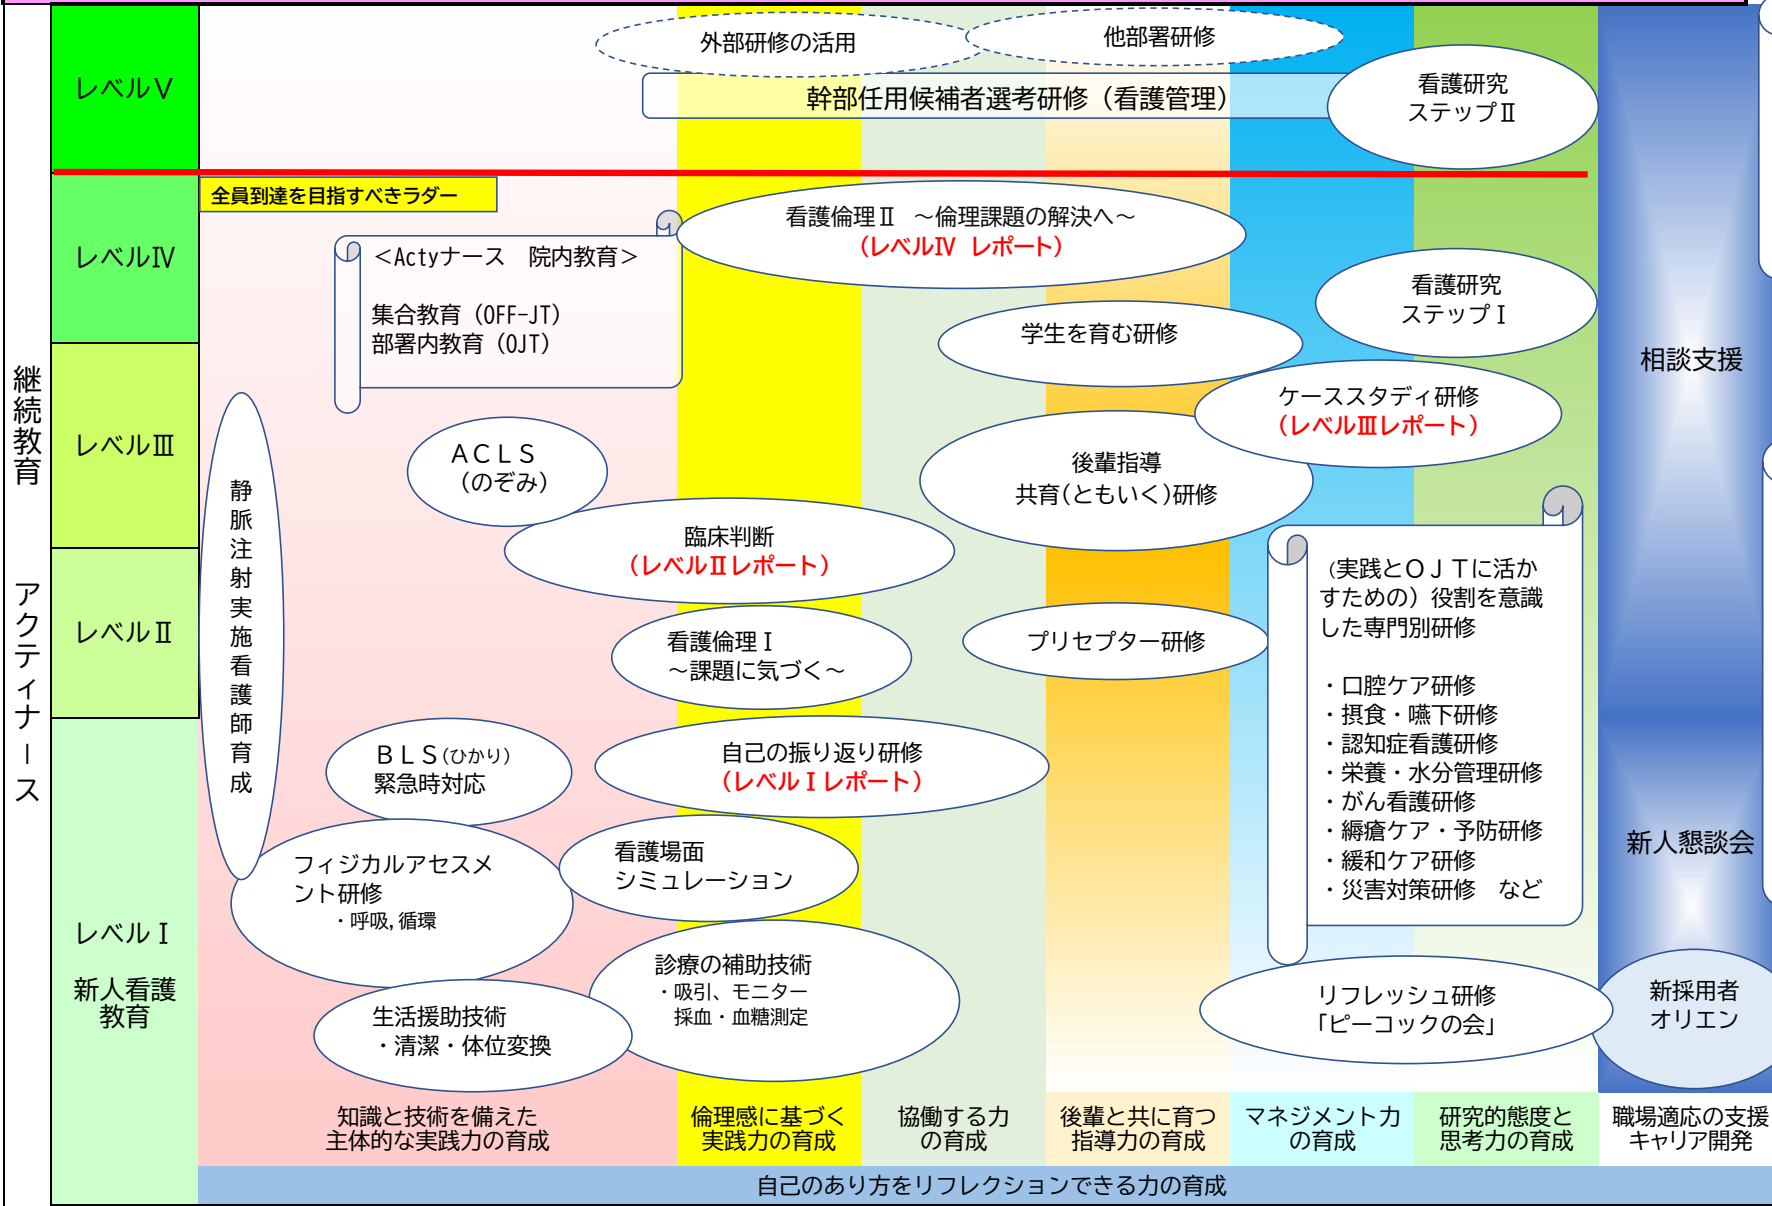 外部研修の活用
他部署研修
レベルⅤ
幹部任用候補者選考研修（看護管理）
看護研究
ステップⅡ
全員到達を目指すべきラダー
レベルⅣ
＜Actyナース　院内教育＞
集合教育（OFF-JT）
部署内教育（OJT）
看護倫理Ⅱ　～倫理課題の解決へ～
（レベルⅣ レポート）
看護研究
ステップⅠ
学生を育む研修
相談支援
継続教育　アクティナース
レベルⅢ
ＡＣＬＳ
（のぞみ）
ケーススタディ研修
（レベルⅢレポート）
後輩指導
共育(ともいく)研修
静脈注射実施看護師育成
臨床判断
（レベルⅡレポート）
レベルⅡ
看護倫理Ⅰ
～課題に気づく～
プリセプター研修
（実践とＯＪＴに活か
すための）役割を意識
した専門別研修
・口腔ケア研修
・摂食・嚥下研修
・認知症看護研修
・栄養・水分管理研修
・がん看護研修
・褥瘡ケア・予防研修
・緩和ケア研修
・災害対策研修　など
ＢＬＳ(ひかり)
緊急時対応
自己の振り返り研修
（レベルⅠレポート）
新人懇談会
フィジカルアセスメ
ント研修
・呼吸,循環
看護場面
シミュレーション
レベルⅠ
新人看護
教育
診療の補助技術
・吸引、モニター
採血・血糖測定
生活援助技術
・清潔・体位変換
リフレッシュ研修
「ピーコックの会」
新採用者
オリエン
知識と技術を備えた
主体的な実践力の育成
倫理感に基づく
実践力の育成
協働する力
の育成
後輩と共に育つ
指導力の育成
マネジメント力
の育成
研究的態度と
思考力の育成
職場適応の支援
キャリア開発
自己のあり方をリフレクションできる力の育成